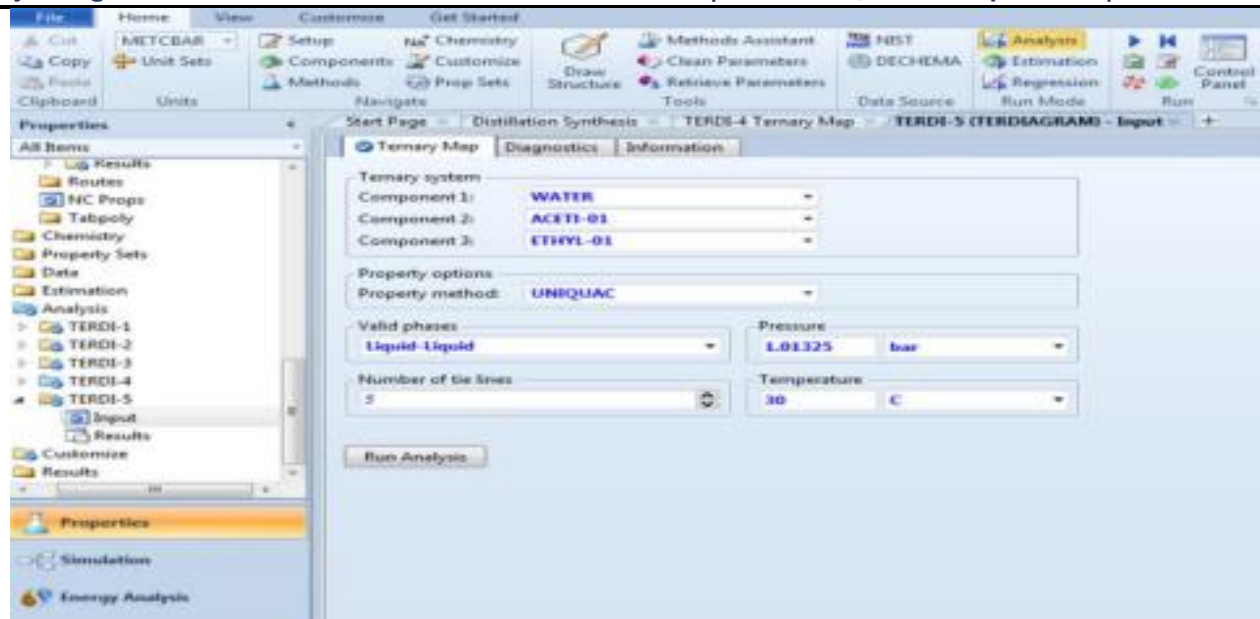 File Home View Customize Get Started
Cut METCBAR Setup Chemistry Methods Assistant NIST Analysis
Copy Unit Sets Components Customize Draw Structure Clean Parameters DECHEMA Estimation Control Panel
Paste Methods Prop Sets Retrieve Parameters Regression
Clipboard Units Navigate Tools Data Source Run Mode Run
Properties Start Page Distillation Synthesis TERDI-4 Ternary Map TERDI-5 (TERDIAGRAM) - Input +
All Items Ternary Map Diagnostics Information
Results
Routes
NC Props
Tabpoly
Chemistry
Property Sets
Data
Estimation
Analysis
TERDI-1
TERDI-2
TERDI-3
TERDI-4
TERDI-5
Input
Results
Customize
Results
Properties
Simulation
Energy Analysis
Ternary system
Component 1: WATER
Component 2: ACETI-01
Component 3: ETHYL-01
Property options
Property method: UNIQUAC
Valid phases Pressure
Liquid-Liquid 1.01325 bar
Number of tie lines Temperature
5 30 C
Run Analysis